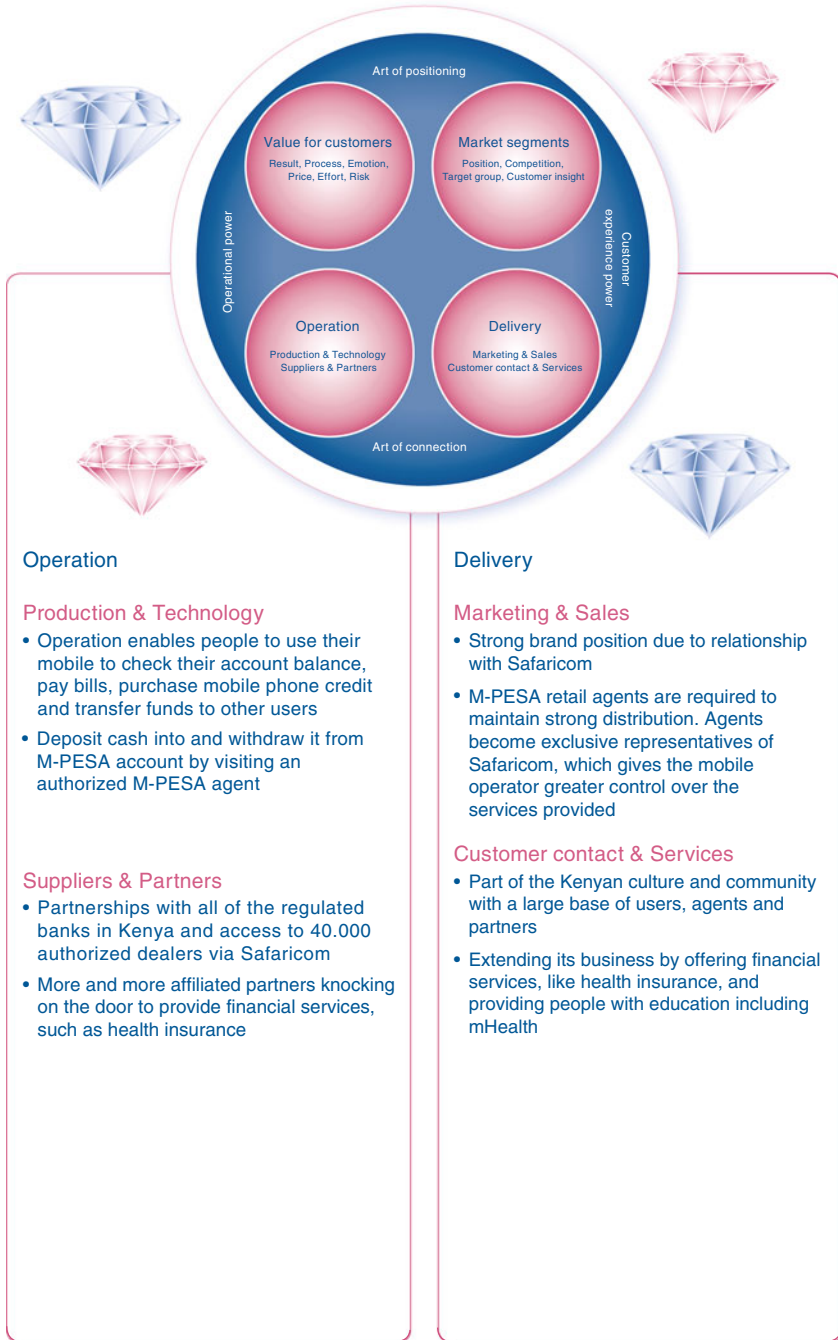 Art of positioning
Value for customers
Result, Process, Emotion,
Price, Effort, Risk
Market segments
Position, Competition,
Target group, Customer insight
Operational power
Customer
experience power
Operation
Production & Technology
Suppliers & Partners
Delivery
Marketing & Sales
Customer contact & Services
Art of connection
Operation
Production & Technology
• Operation enables people to use their
mobile to check their account balance,
pay bills, purchase mobile phone credit
and transfer funds to other users
• Deposit cash into and withdraw it from
M-PESA account by visiting an
authorized M-PESA agent
Suppliers & Partners
• Partnerships with all of the regulated
banks in Kenya and access to 40.000
authorized dealers via Safaricom
• More and more affiliated partners knocking
on the door to provide financial services,
such as health insurance
Delivery
Marketing & Sales
• Strong brand position due to relationship
with Safaricom
• M-PESA retail agents are required to
maintain strong distribution. Agents
become exclusive representatives of
Safaricom, which gives the mobile
operator greater control over the
services provided
Customer contact & Services
• Part of the Kenyan culture and community
with a large base of users, agents and
partners
• Extending its business by offering financial
services, like health insurance, and
providing people with education including
mHealth